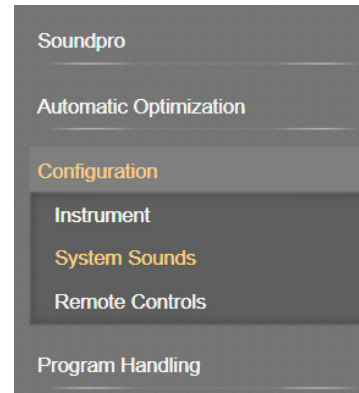 Soundpro
Automatic Optimization
Configuration
Instrument
System Sounds
Remote Controls
Program Handling